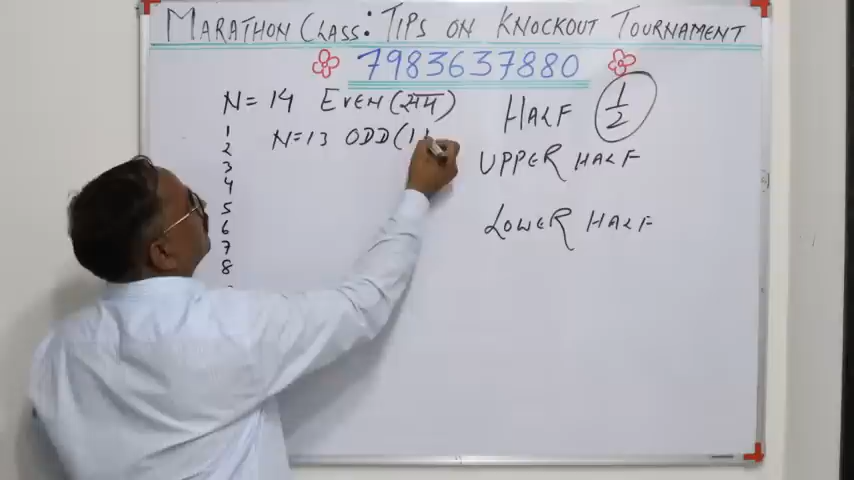 MARATHON CLASS: TIPS ON KNOCKOUT TOURNAMENT
7983637880
N = 14 EVEN (सम)
N=13 ODD (
1
2
3
4
5
6
7
8
HALF 1/2
UPPER HALF
LOWER HALF